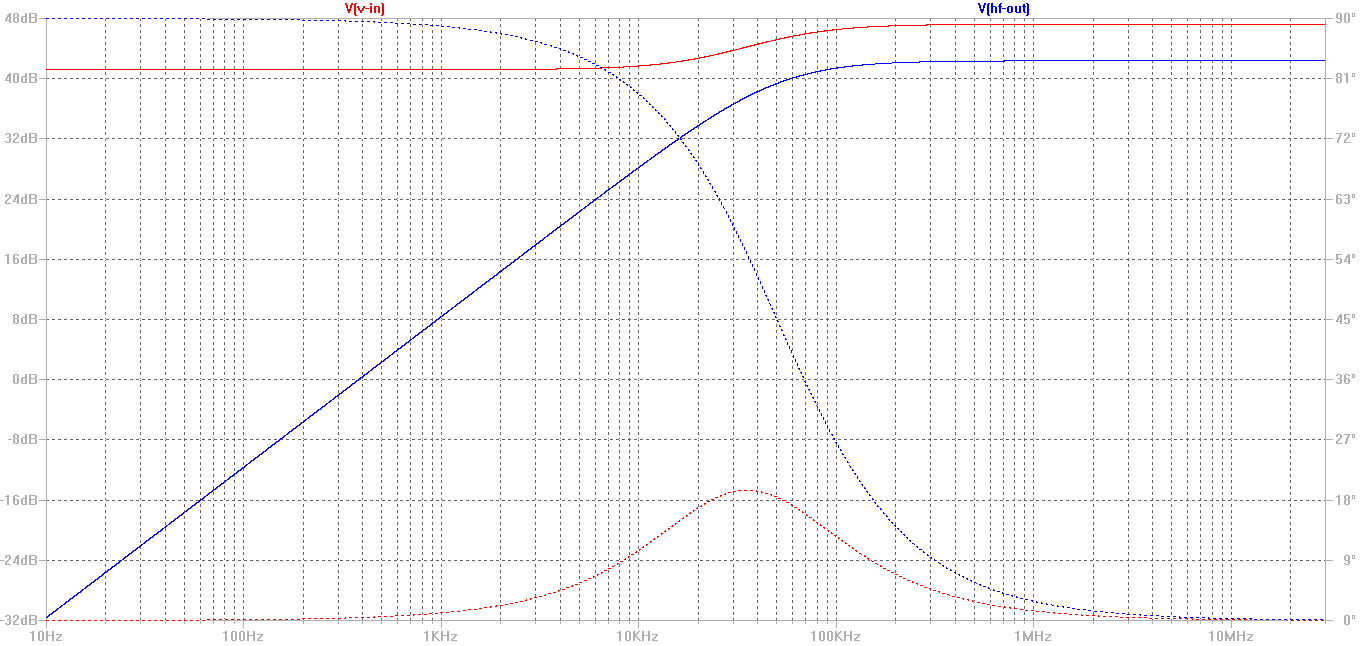 V(v-in) V(hf-out)
48dB 90°
40dB 81°
32dB 72°
24dB 63°
16dB 54°
8dB 45°
0dB 36°
-8dB 27°
-16dB 18°
-24dB 9°
-32dB 0°
10Hz 100Hz 1KHz 10KHz 100KHz 1MHz 10MHz